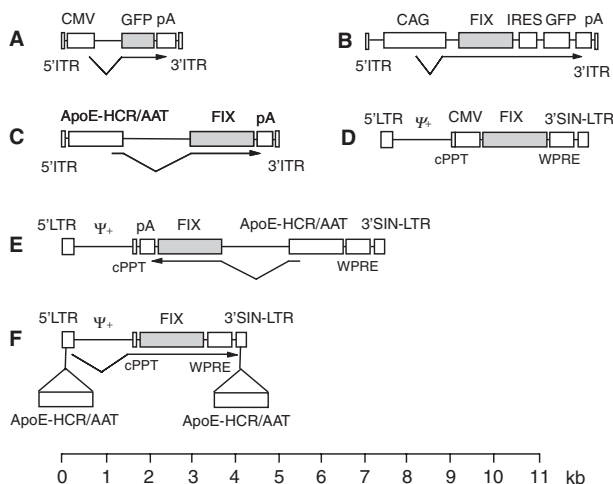 A
CMV GFP pA
5'ITR 3'ITR
B
CAG FIX IRES GFP pA
5'ITR 3'ITR
C
ApoE-HCR/AAT FIX pA
5'ITR 3'ITR
D
5'LTR Ψ+ CMV FIX 3'SIN-LTR
cPPT WPRE
E
5'LTR Ψ+ pA FIX ApoE-HCR/AAT 3'SIN-LTR
cPPT WPRE
F
5'LTR Ψ+ FIX 3'SIN-LTR
cPPT WPRE
ApoE-HCR/AAT ApoE-HCR/AAT
0 1 2 3 4 5 6 7 8 9 10 11 kb